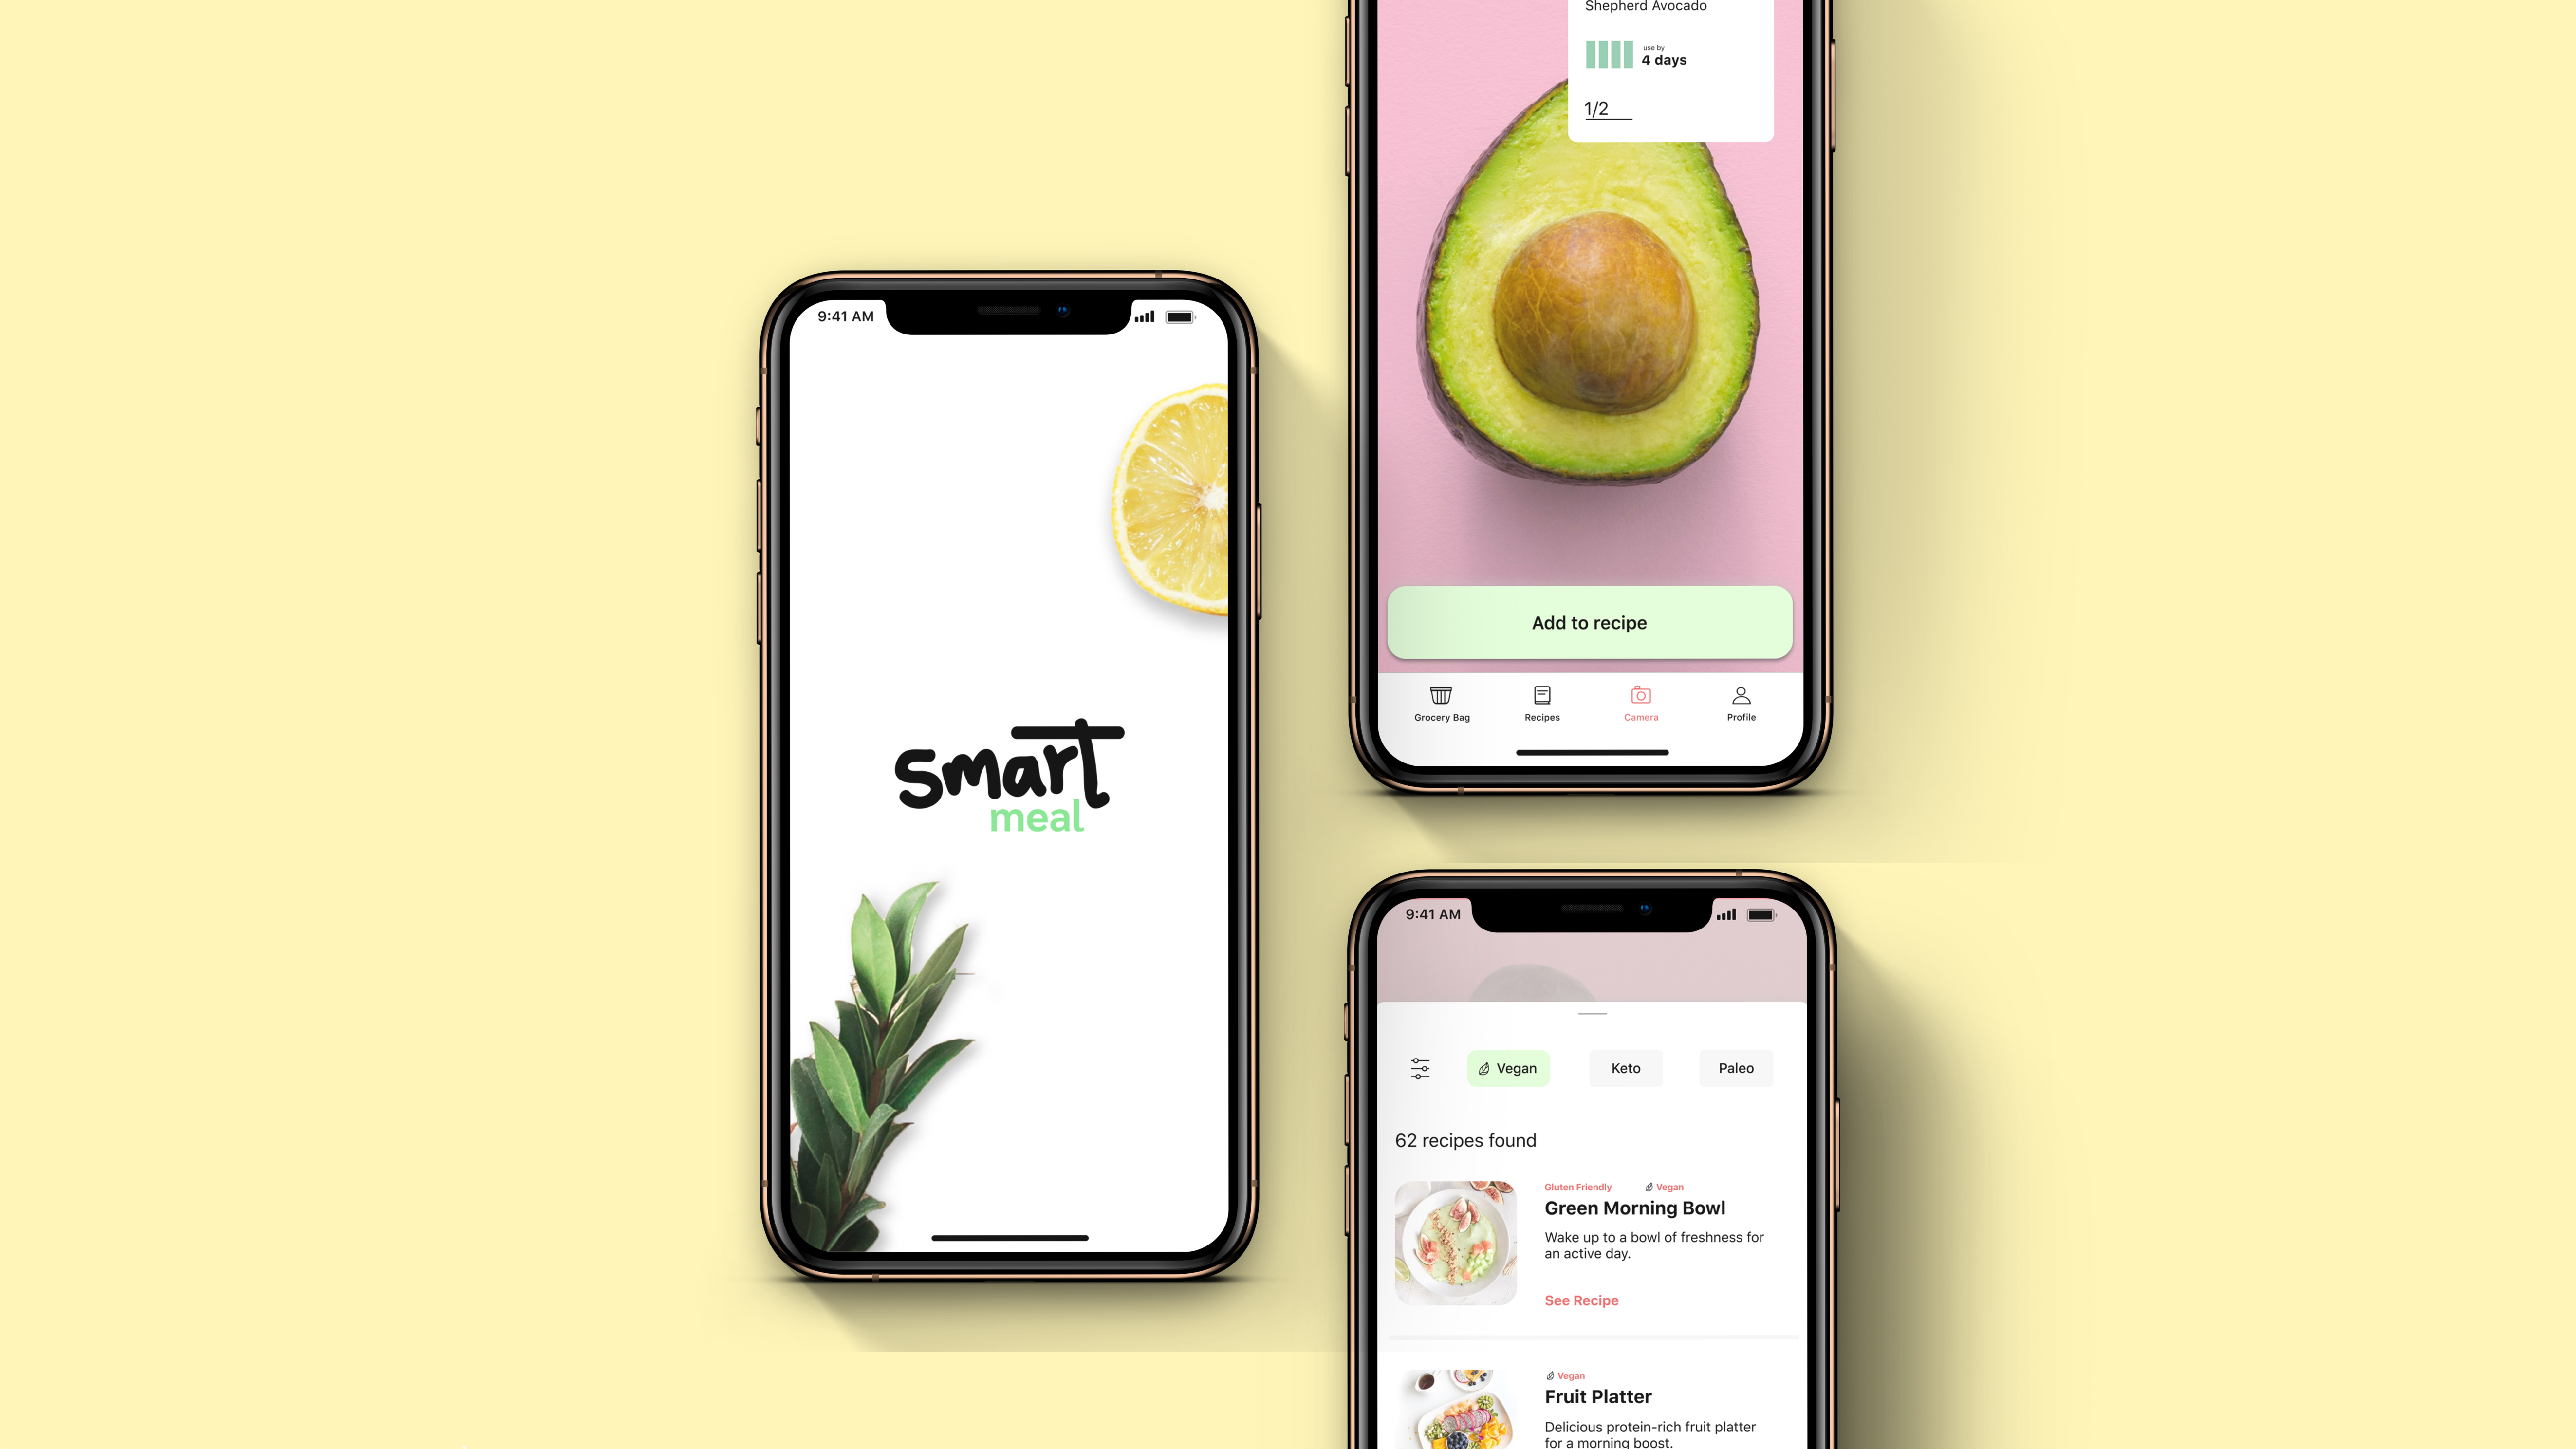 9:41 AM
smart
meal
Shepherd Avocado
use by
4 days
1/2
Add to recipe
Grocery Bag
Recipes
Camera
Profile
9:41 AM
Vegan
Keto
Paleo
62 recipes found
Gluten Friendly
Vegan
Green Morning Bowl
Wake up to a bowl of freshness for
an active day.
See Recipe
Vegan
Fruit Platter
Delicious protein-rich fruit platter
for a morning boost.